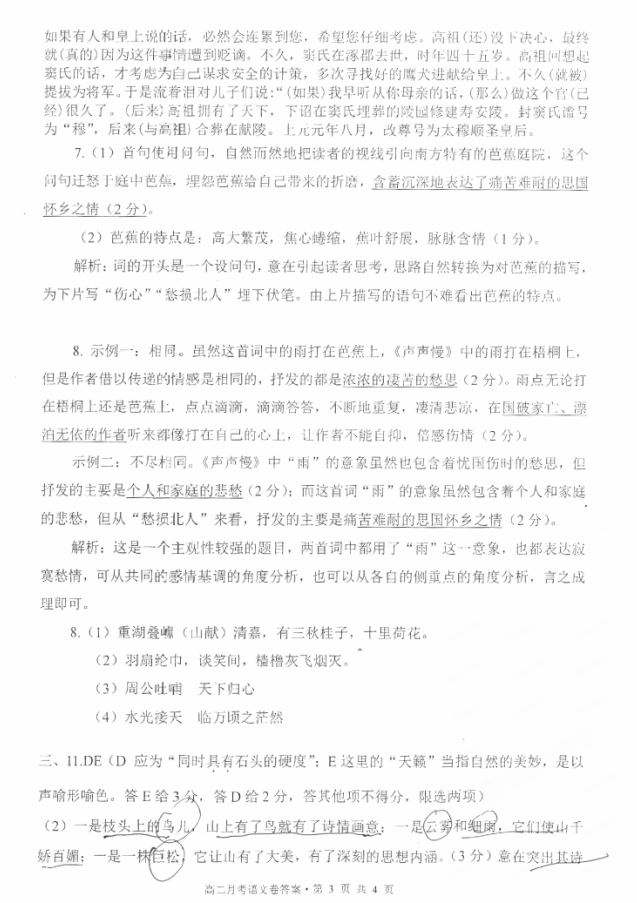 如果有人和皇上说的话，必然会连累到您，希望您仔细考虑。高祖(还)没下决心，最终
就(真的)因为这件事情遭到贬谪。不久，窦氏在涿郡去世，时年四十五岁。高祖回想起
窦氏的话，才考虑为自己谋求安全的计策，多次寻找好的鹰犬进献给皇上。不久(就被)
提拔为将军。于是流着泪对儿子们说：“(如果)我早听从你母亲的话，(那么)做这个官(已
经)很久了。(后来)高祖拥有了天下，下诏在窦氏埋葬的陵园修建寿安陵。封窦氏谥号
为“穆”，后来(与高祖)合葬在献陵。上元元年八月，改尊号为太穆顺圣皇后。
7.（1）首句使用问句，自然而然地把读者的视线引向南方特有的芭蕉庭院，这个
问句迁怒于庭中芭蕉，埋怨芭蕉给自己带来的折磨，含蓄沉深地表达了痛苦难耐的思国
怀乡之情（2 分）。
（2）芭蕉的特点是：高大繁茂，焦心蜷缩，蕉叶舒展，脉脉含情（1 分）。
解析：词的开头是一个设问句，意在引起读者思考，思路自然转换为对芭蕉的描写，
为下片写“伤心”“愁损北人”埋下伏笔。由上片描写的语句不难看出芭蕉的特点。
8. 示例一：相同。虽然这首词中的雨打在芭蕉上，《声声慢》中的雨打在梧桐上，
但是作者借以传递的情感是相同的，抒发的都是浓浓的凄苦的愁思（2 分）。雨点无论打
在梧桐上还是芭蕉上，点点滴滴，滴滴答答，不断地重复，凄清悲凉，在国破家亡、漂
泊无依的作者听来都像打在自己的心上，让作者不能自抑，倍感伤情（2 分）。
示例二：不尽相同。《声声慢》中“雨”的意象虽然也包含着忧国伤时的愁思，但
抒发的主要是个人和家庭的悲愁（2 分）；而这首词“雨”的意象虽然包含着个人和家庭
的悲愁，但从“愁损北人”来看，抒发的主要是痛苦难耐的思国怀乡之情（2 分）。
解析：这是一个主观性较强的题目，两首词中都用了“雨”这一意象，也都表达寂
寞愁情，可从共同的感情基调的角度分析，也可以从各自的侧重点的角度分析，言之成
理即可。
8.（1）重湖叠巘（山献）清嘉，有三秋桂子，十里荷花。
（2）羽扇纶巾，谈笑间，樯橹灰飞烟灭。
（3）周公吐哺　天下归心
（4）水光接天　临万顷之茫然
三、11.DE（D 应为“同时具有石头的硬度”；E 这里的“天籁”当指自然的美妙，是以
声喻形喻色。答 E 给 3 分，答 D 给 2 分，答其他项不得分，限选两项）
（2）一是枝头上的鸟儿，山上有了鸟就有了诗情画意；一是云雾和细雨，它们使山千
娇百媚；一是一株巨松，它让山有了大美，有了深刻的思想内涵。（3 分）意在突出其诗
高二月考语文卷答案·第 3 页 共 4 页